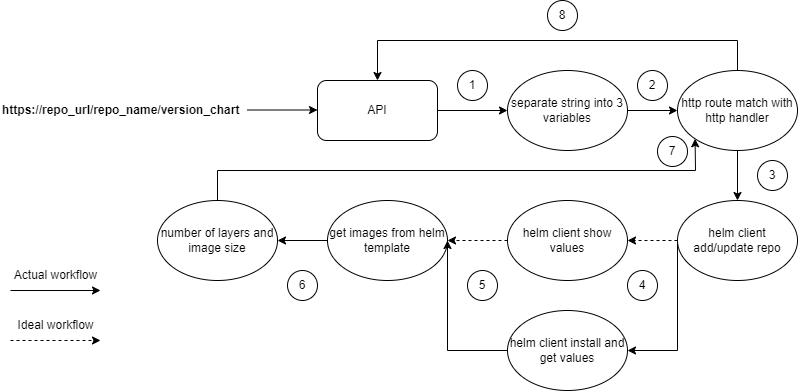 8
https://repo_url/repo_name/version_chart
API
1
separate string into 3
variables
2
http route match with
http handler
7
3
number of layers and
image size
get images from helm
template
helm client show
values
helm client
add/update repo
Actual workflow
6
5
4
Ideal workflow
helm client install and
get values